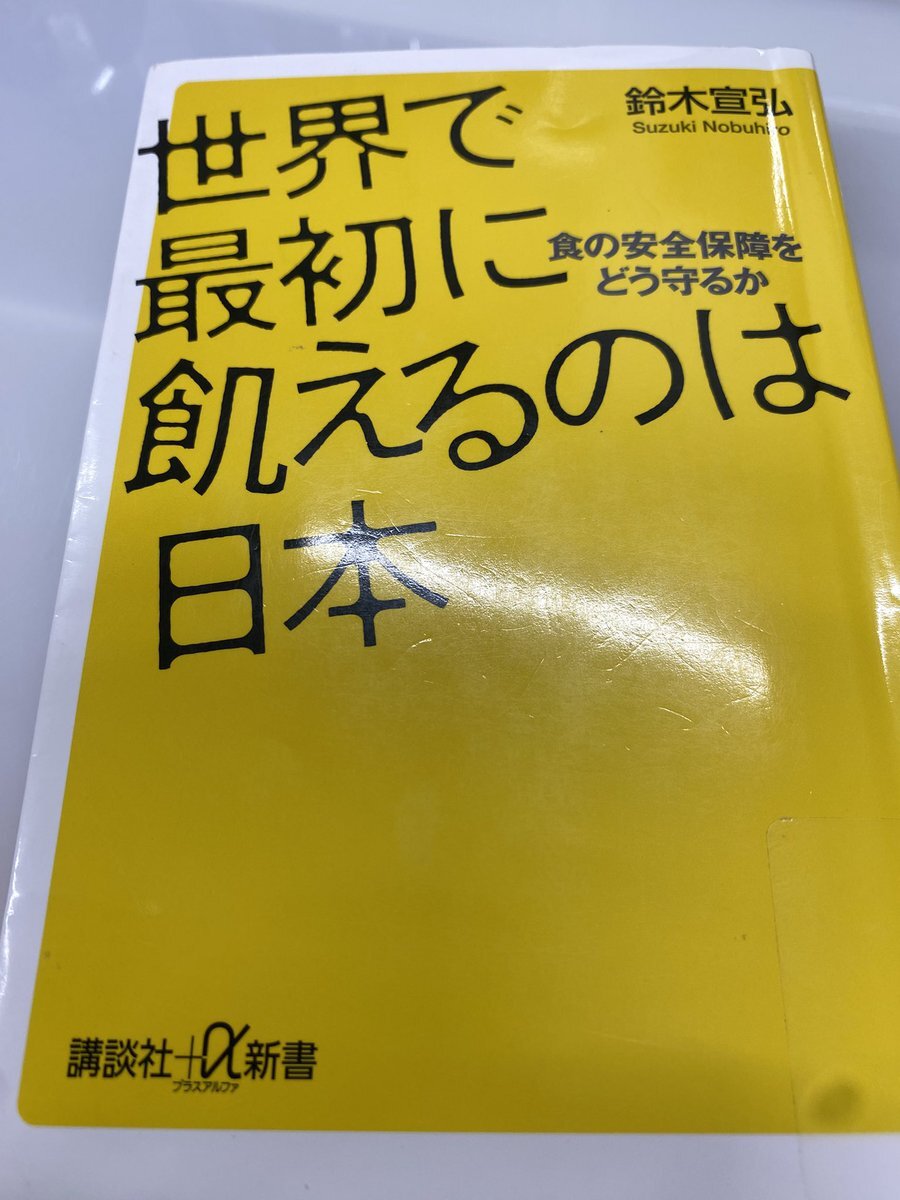 世界で
最初に
飢えるのは
日本
鈴木宣弘
Suzuki Nobuhiro
食の安全保障を
どう守るか
講談社+α新書
プラスアルファ